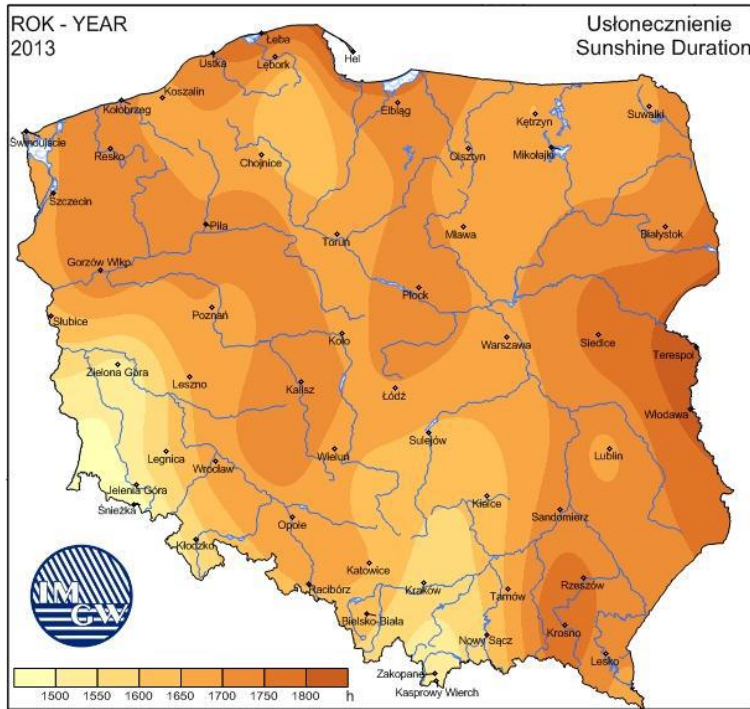 ROK - YEAR
2013
Usłonecznienie
Sunshine Duration
Łeba
Hel
Ustka
Lębork
Koszalin
Kołobrzeg
Elbląg
Suwałki
Kętrzyn
Świnoujście
Resko
Chojnice
Olsztyn
Mikołajki
Szczecin
Piła
Toruń
Mława
Białystok
Gorzów Wlkp.
Płock
Poznań
Słubice
Koło
Warszawa
Siedlce
Terespol
Zielona Góra
Leszno
Kalisz
Łódź
Włodawa
Sulejów
Legnica
Wrocław
Wieluń
Lublin
Jelenia Góra
Śnieżka
Kielce
Sandomierz
Opole
Kłodzko
Katowice
Kraków
Rzeszów
Racibórz
Tarnów
Bielsko-Biała
Krosno
Nowy Sącz
Lesko
Zakopane
Kasprowy Wierch
IM
GW
1500 1550 1600 1650 1700 1750 1800 h